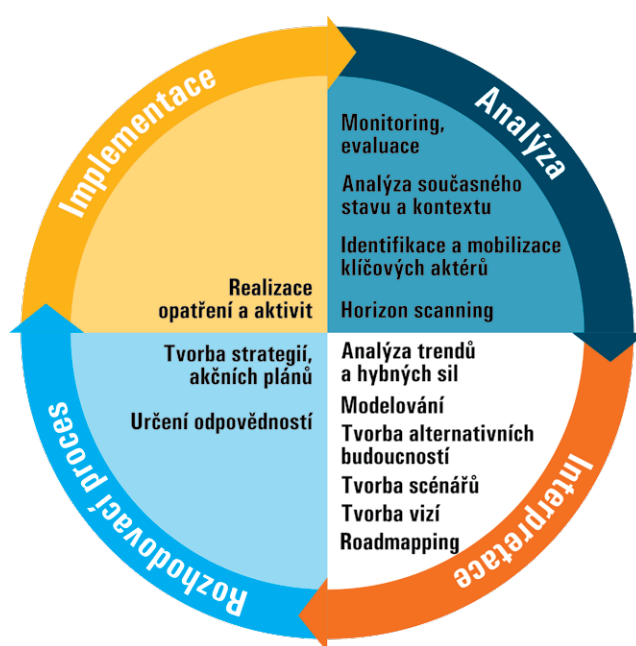 Analýza
Monitoring,
evaluace
Analýza současného
stavu a kontextu
Identifikace a mobilizace
klíčových aktérů
Horizon scanning
Interpretace
Analýza trendů
a hybných sil
Modelování
Tvorba alternativních
budoucností
Tvorba scénářů
Tvorba vizí
Roadmapping
Rozhodovací proces
Tvorba strategií,
akčních plánů
Určení odpovědností
Implementace
Realizace
opatření a aktivit